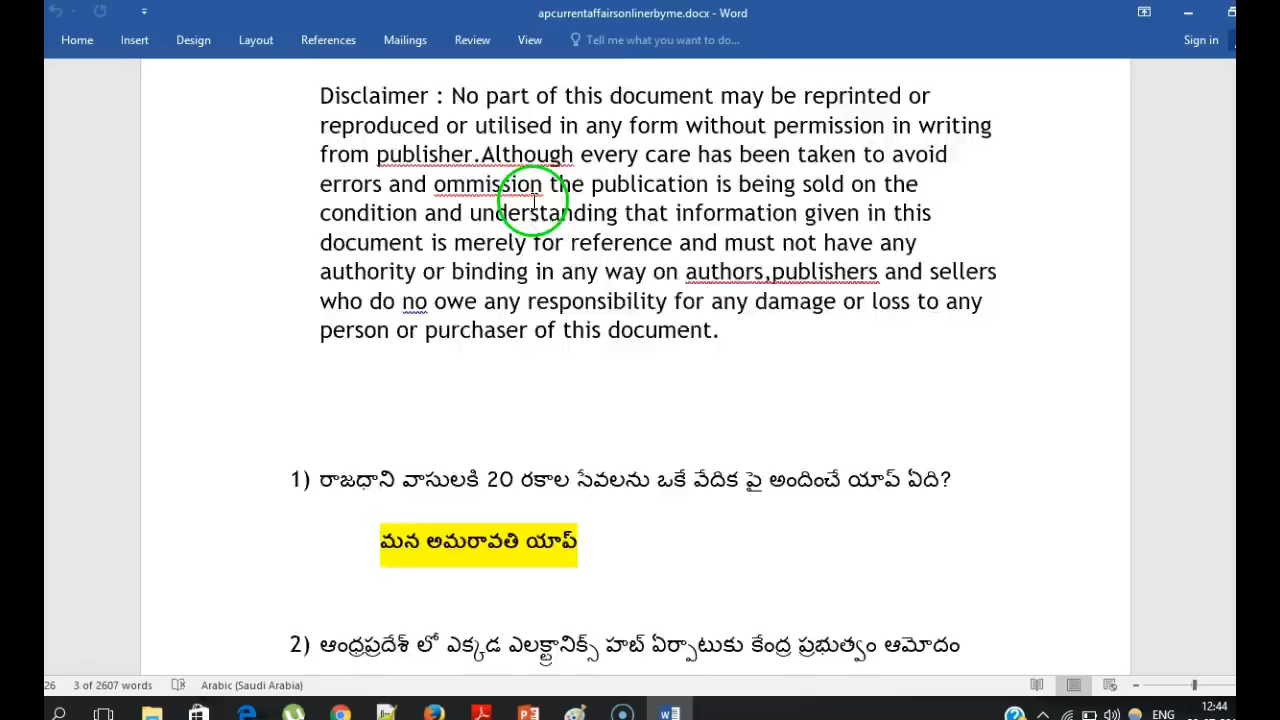 apcurrentaffairsonlinerbyme.docx - Word
Home Insert Design Layout References Mailings Review View Tell me what you want to do... Sign in
Disclaimer : No part of this document may be reprinted or
reproduced or utilised in any form without permission in writing
from publisher.Although every care has been taken to avoid
errors and ommission the publication is being sold on the
condition and understanding that information given in this
document is merely for reference and must not have any
authority or binding in any way on authors,publishers and sellers
who do no owe any responsibility for any damage or loss to any
person or purchaser of this document.
1) రాజధాని వాసులకి 20 రకాల సేవలను ఒకే వేదిక పై అందించే యాప్ ఏది?
మన అమరావతి యాప్
2) ఆంధ్రప్రదేశ్ లో ఎక్కడ ఎలక్ట్రానిక్స్ హబ్ ఏర్పాటుకు కేంద్ర ప్రభుత్వం ఆమోదం
26 3 of 2607 words Arabic (Saudi Arabia)
ENG 12:44